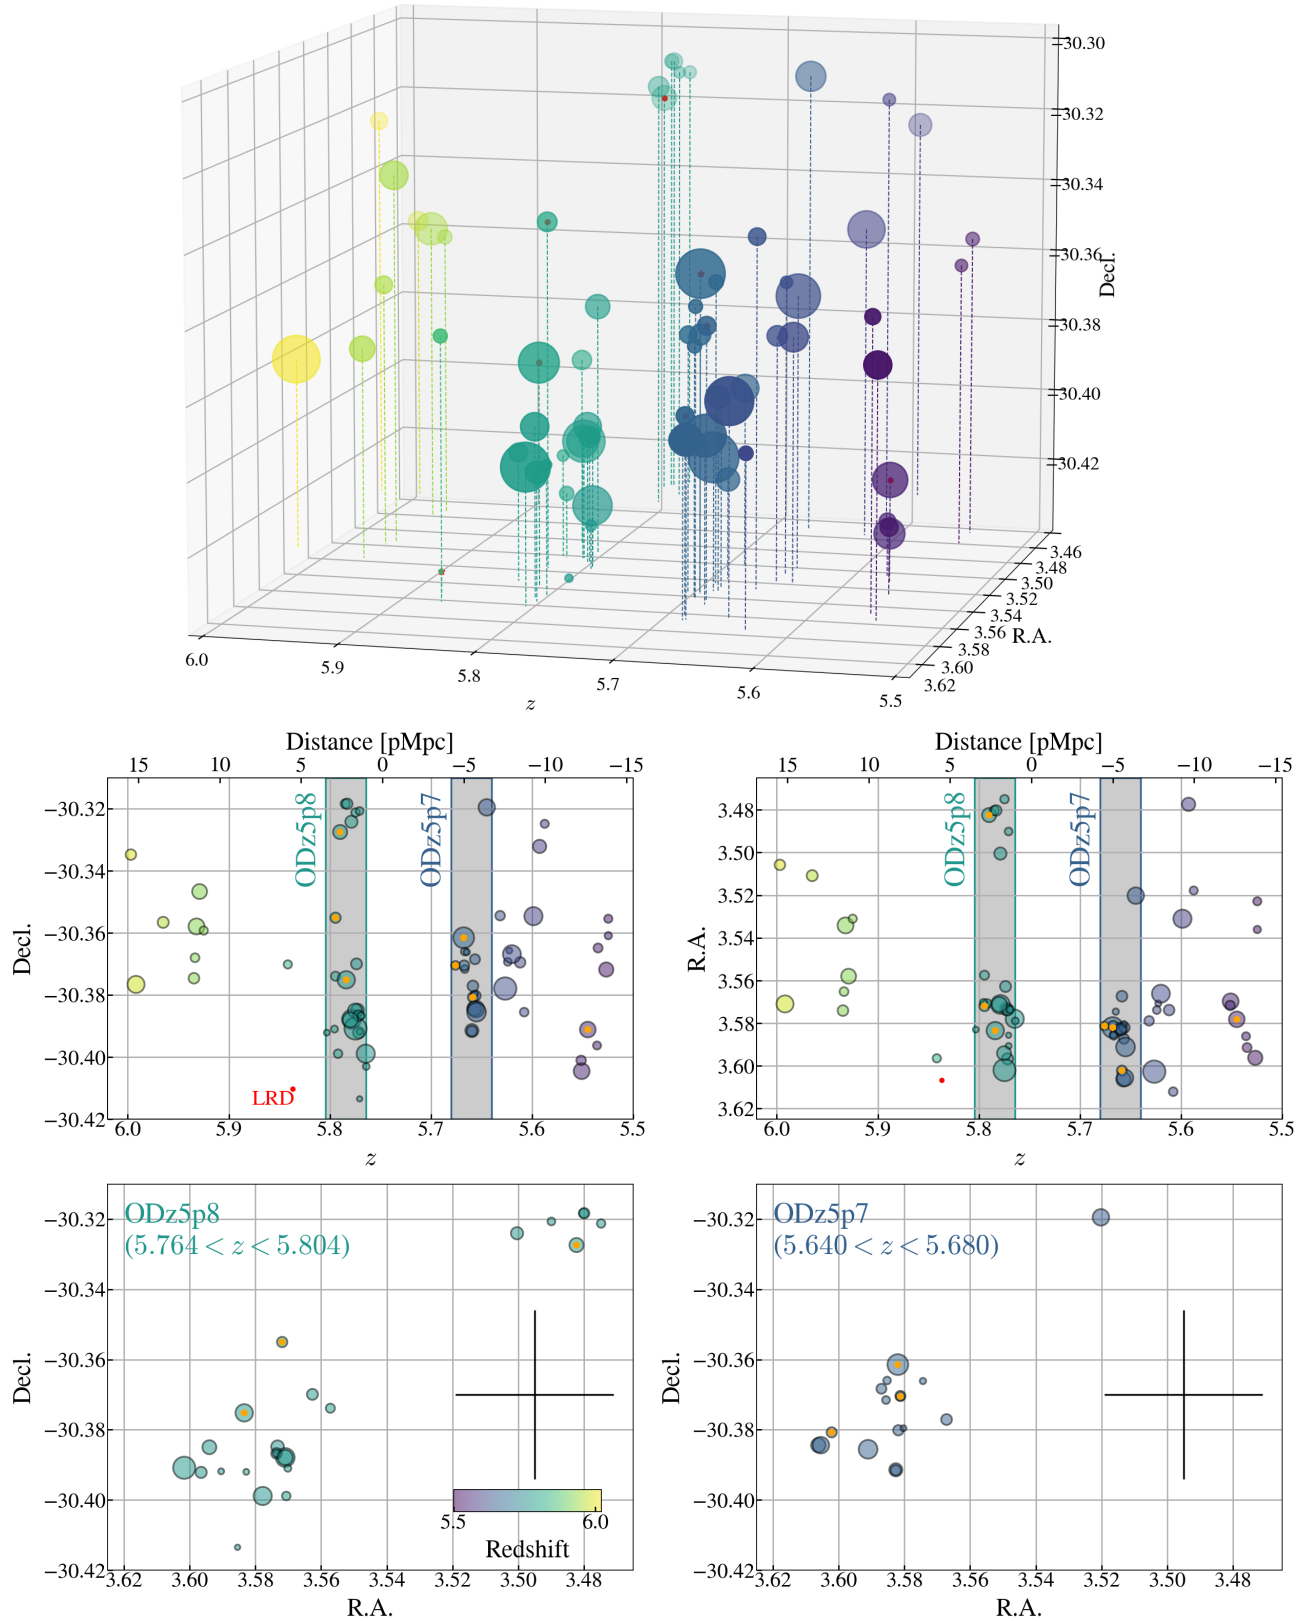 −30.30
−30.32
−30.34
−30.36
Decl.
−30.38
−30.40
−30.42
3.46
3.48
3.50
3.52
3.54
3.56
R.A.
3.58
3.60
3.62
6.0
5.9
5.8
5.7
5.6
5.5
z
Distance [pMpc]
15 10 5 0 −5 −10 −15
−30.32
−30.34
−30.36
−30.38
−30.40
−30.42
Decl.
ODz5p8
ODz5p7
LRD
6.0 5.9 5.8 5.7 5.6 5.5
z
Distance [pMpc]
15 10 5 0 −5 −10 −15
3.48
3.50
3.52
3.54
3.56
3.58
3.60
3.62
R.A.
ODz5p8
ODz5p7
6.0 5.9 5.8 5.7 5.6 5.5
z
ODz5p8
(5.764 < z < 5.804)
−30.32
−30.34
−30.36
−30.38
−30.40
−30.42
Decl.
5.5 6.0
Redshift
3.62 3.60 3.58 3.56 3.54 3.52 3.50 3.48
R.A.
ODz5p7
(5.640 < z < 5.680)
−30.32
−30.34
−30.36
−30.38
−30.40
−30.42
Decl.
3.62 3.60 3.58 3.56 3.54 3.52 3.50 3.48
R.A.